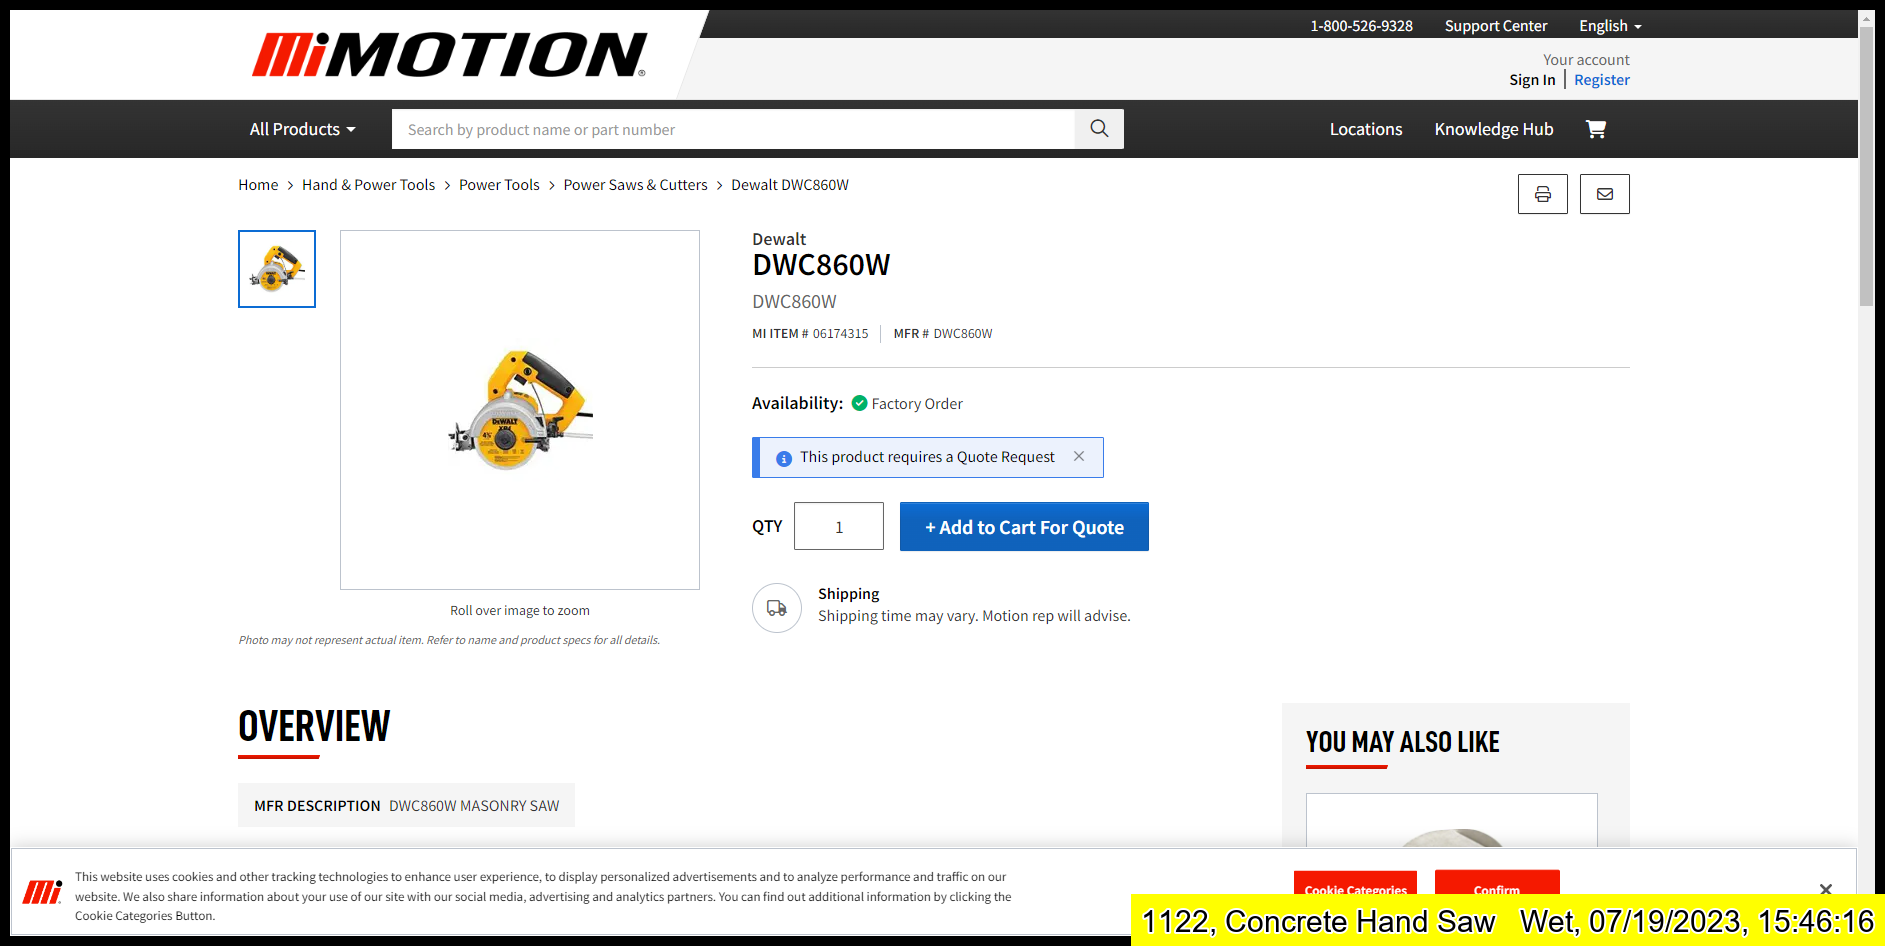 MiMOTION®
1-800-526-9328 Support Center English
Your account
Sign In | Register
All Products
Search by product name or part number
Locations Knowledge Hub
Home > Hand & Power Tools > Power Tools > Power Saws & Cutters > Dewalt DWC860W
Dewalt
DWC860W
DWC860W
MI ITEM # 06174315 MFR # DWC860W
Availability: Factory Order
This product requires a Quote Request
QTY 1 + Add to Cart For Quote
Shipping
Shipping time may vary. Motion rep will advise.
DEWALT
Roll over image to zoom
Photo may not represent actual item. Refer to name and product specs for all details.
OVERVIEW
MFR DESCRIPTION DWC860W MASONRY SAW
YOU MAY ALSO LIKE
This website uses cookies and other tracking technologies to enhance user experience, to display personalized advertisements and to analyze performance and traffic on our
website. We also share information about your use of our site with our social media, advertising and analytics partners. You can find out additional information by clicking the
Cookie Categories Button.
Cookie Categories
Confirm
1122, Concrete Hand Saw Wet, 07/19/2023, 15:46:16